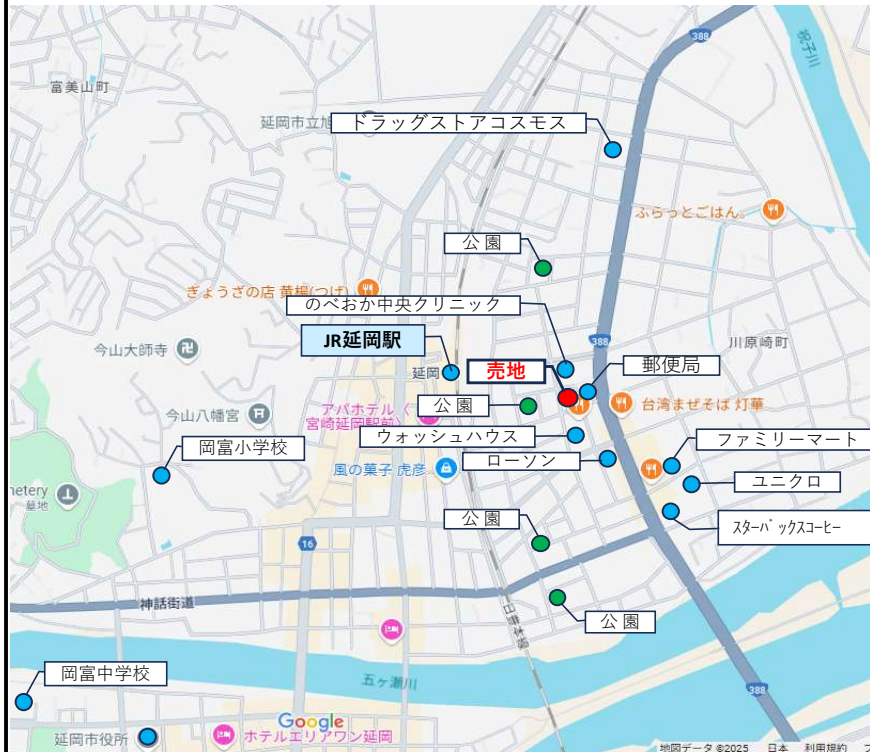 388
祝子川
富美山町
延岡市立旭
ドラッグストアコスモス
ふらっとごはん。
公園
ぎょうざの店 黄楊(つげ)
のべおか中央クリニック
388
JR延岡駅
今山大師寺
川原崎町
延岡
売地
郵便局
公園
台湾まぜそば 灯華
アパホテル〈
宮崎延岡駅前〉
今山八幡宮
ウォッシュハウス
ファミリーマート
岡富小学校
ローソン
風の菓子 虎彦
ユニクロ
metery
墓地
公園
スターバックスコーヒー
16
神話街道
日豊本線
公園
岡富中学校
五ヶ瀬川
388
Google
延岡市役所
ホテルエリアワン延岡
地図データ ©2025 日本 利用規約 プ